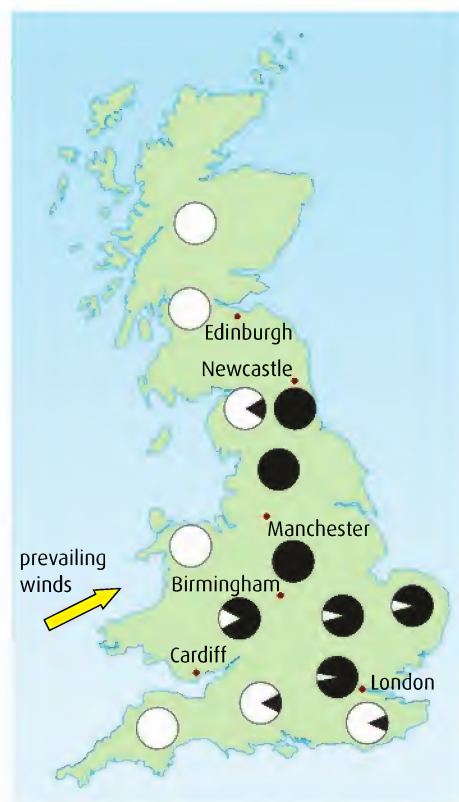 Edinburgh
Newcastle
Manchester
prevailing
winds
Birmingham
Cardiff
London